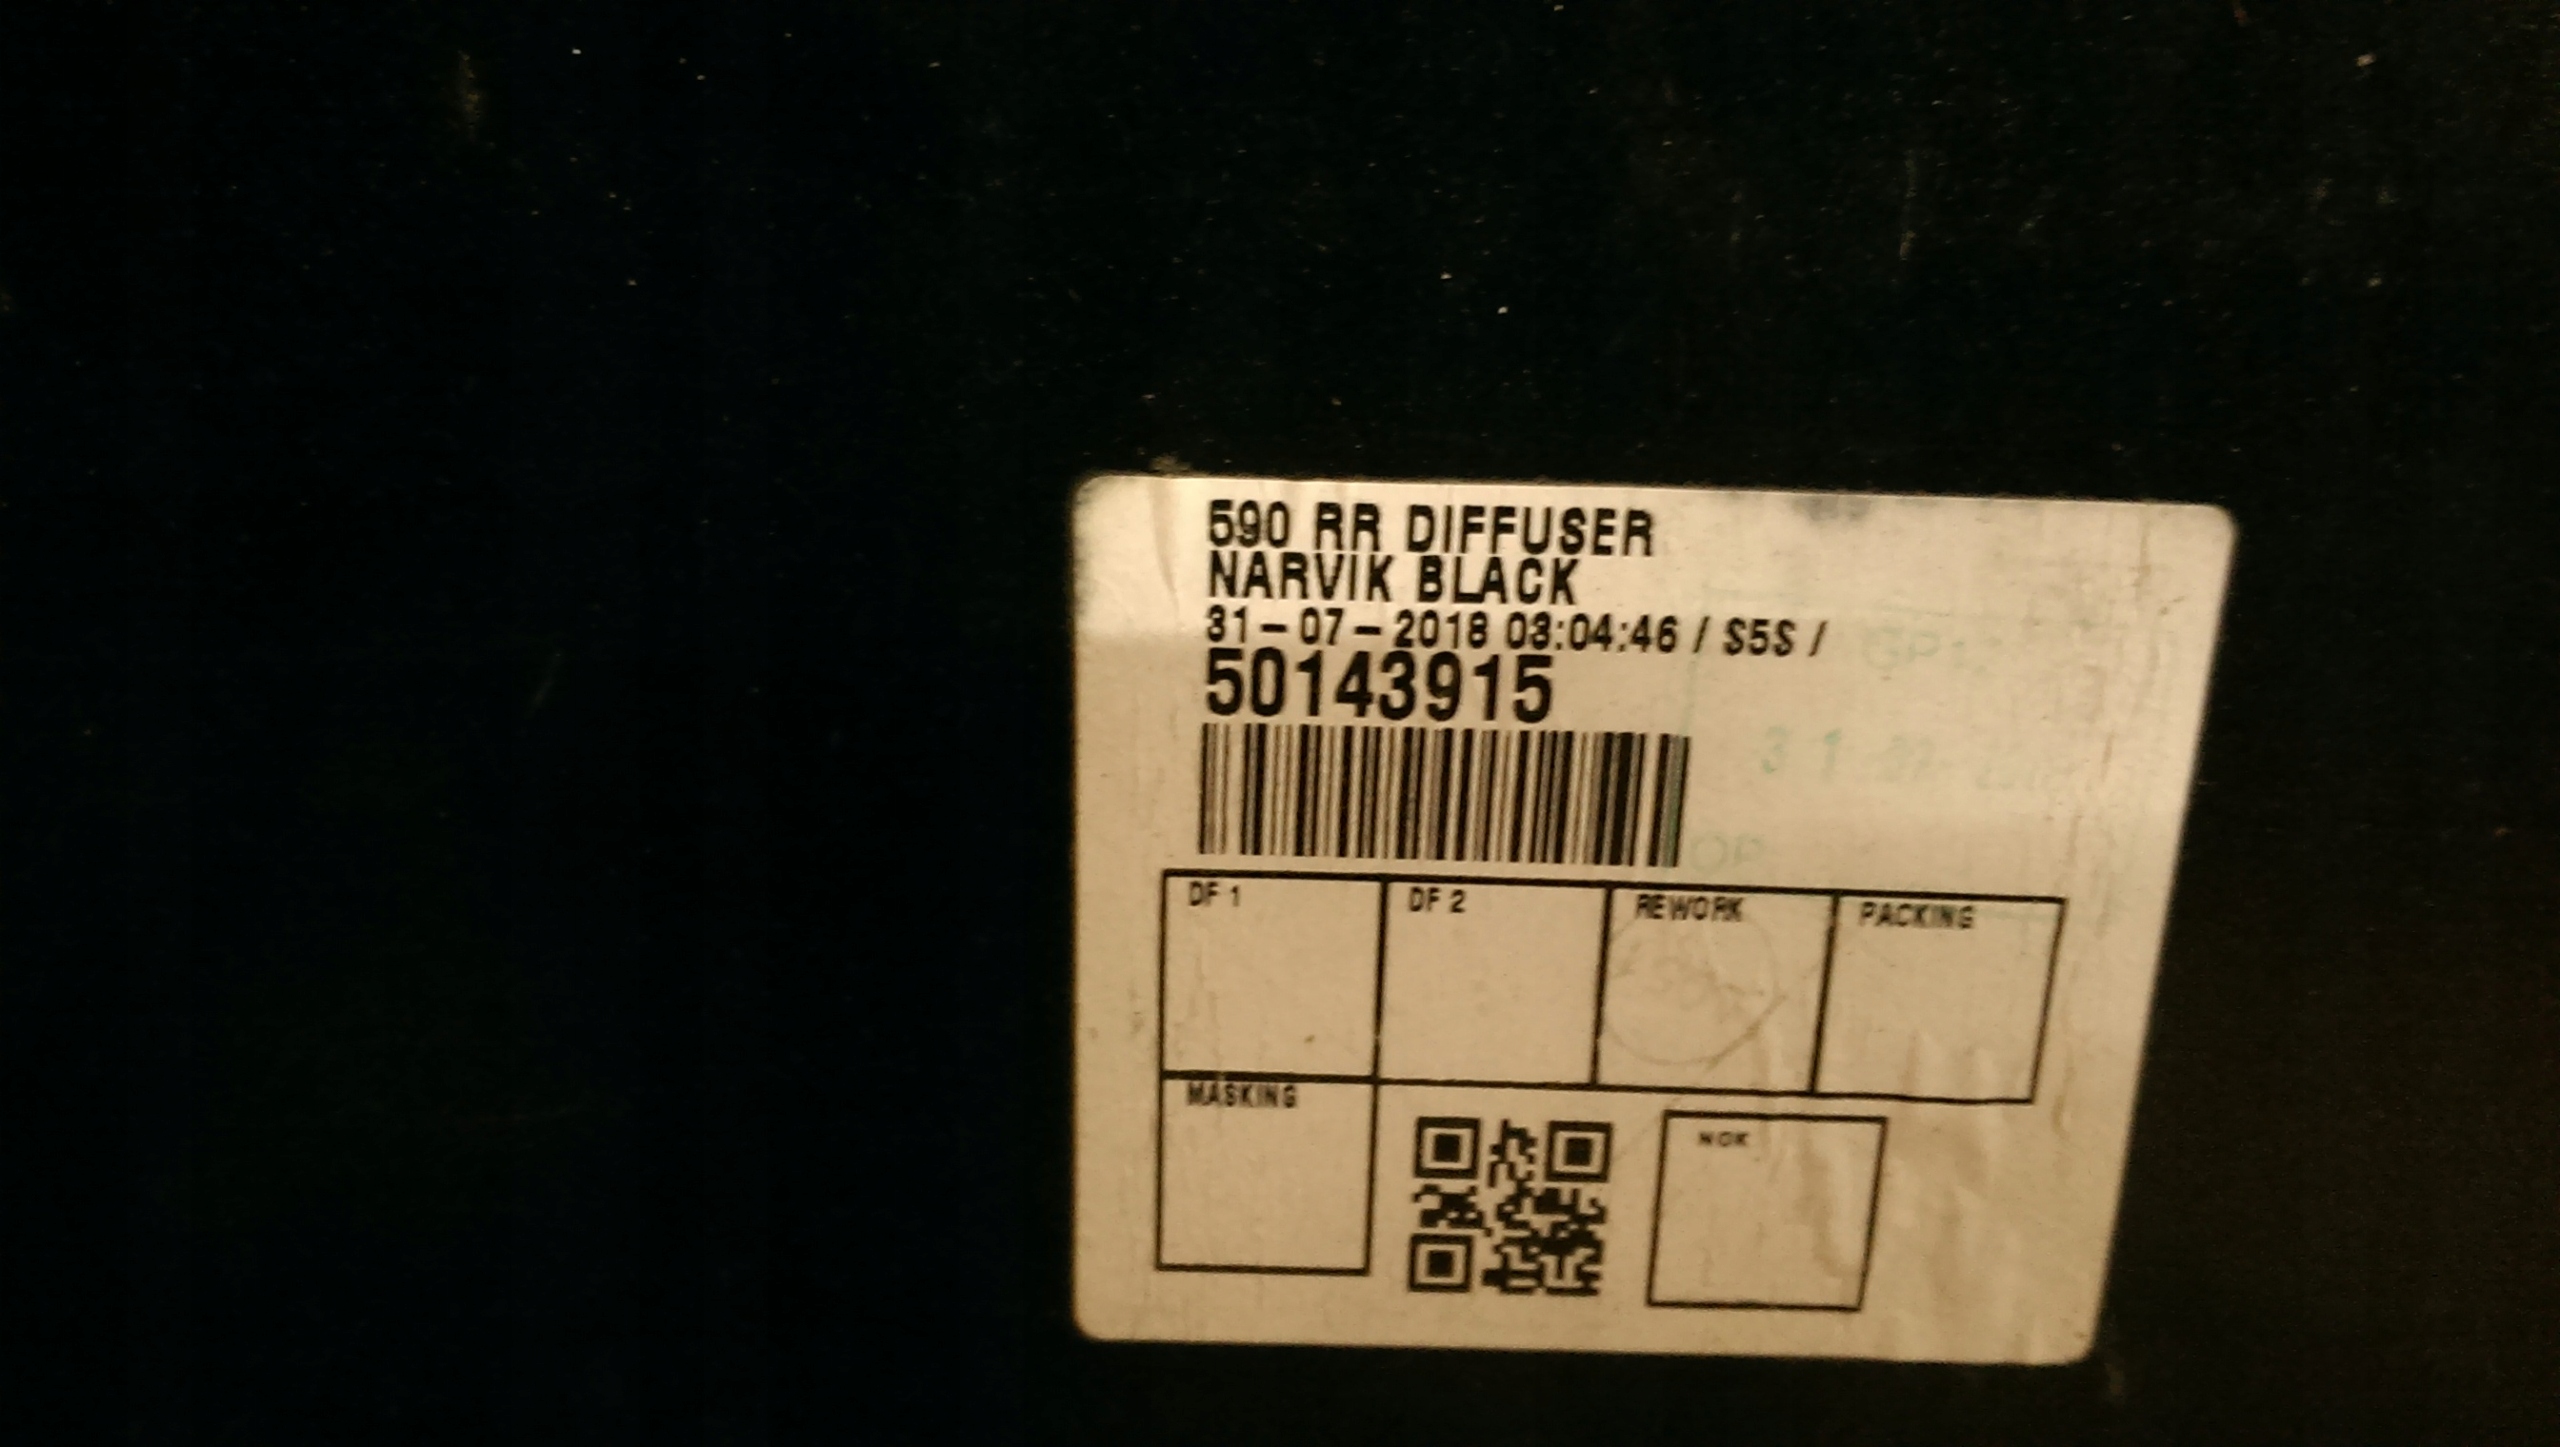 590 RR DIFFUSER
NARVIK BLACK
31-07-2018 03:04:46 / S5S /
50143915
DF 1
DF 2
REWORK
PACKING
MASKING
NOK